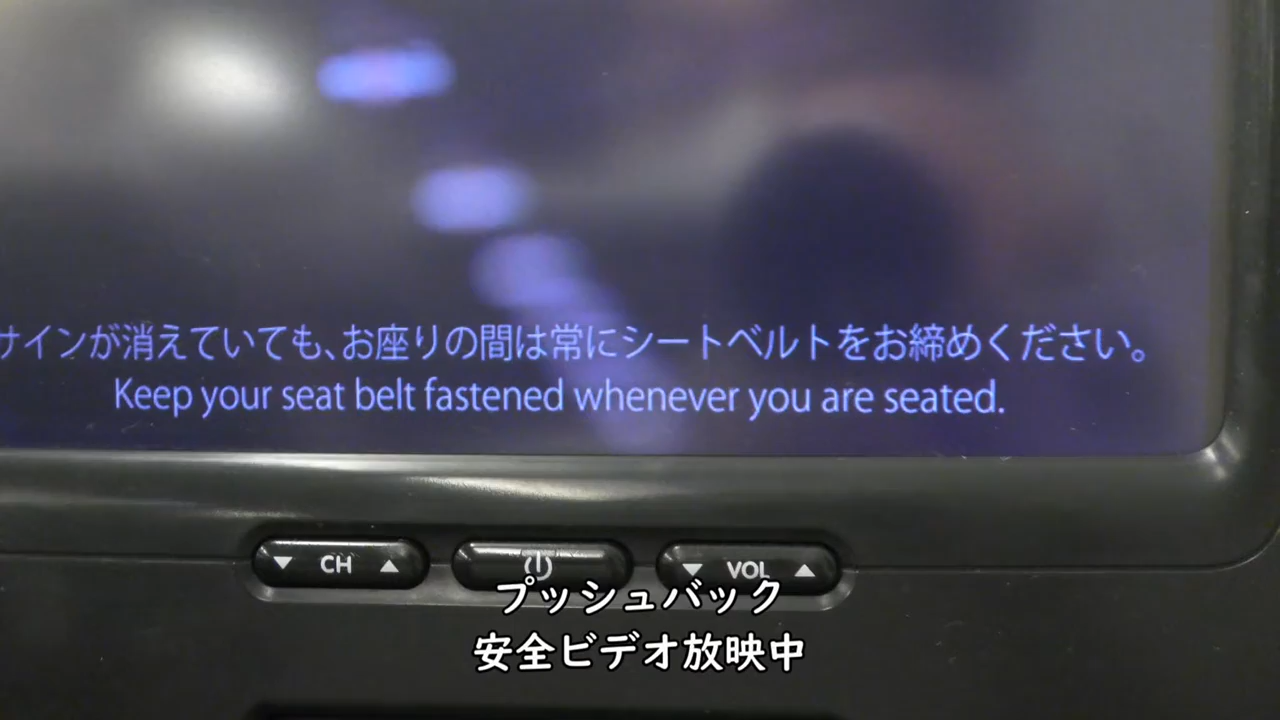 サインが消えていても、お座りの間は常にシートベルトをお締めください。
Keep your seat belt fastened whenever you are seated.
▼ CH ▲
▼ VOL ▲
プッシュバック
安全ビデオ放映中